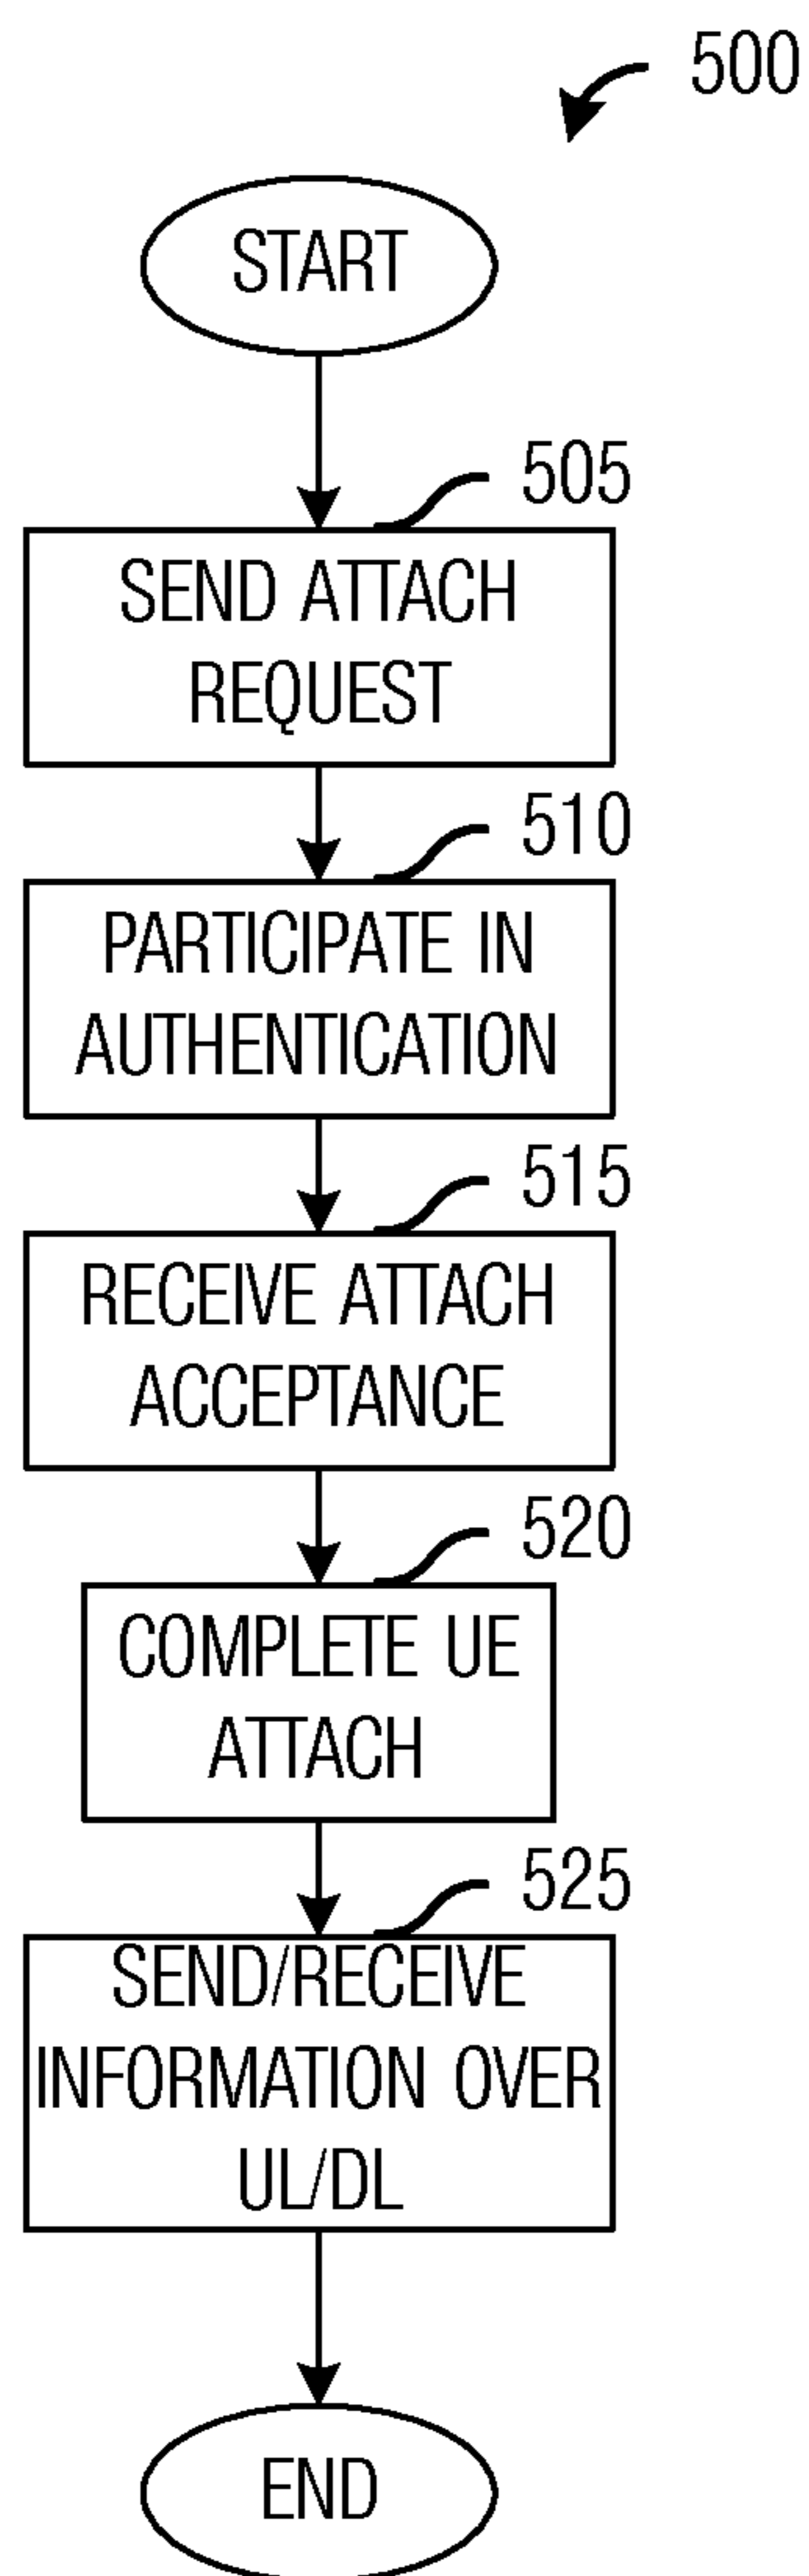 500
START
505
SEND ATTACH
REQUEST
510
PARTICIPATE IN
AUTHENTICATION
515
RECEIVE ATTACH
ACCEPTANCE
520
COMPLETE UE
ATTACH
525
SEND/RECEIVE
INFORMATION OVER
UL/DL
END